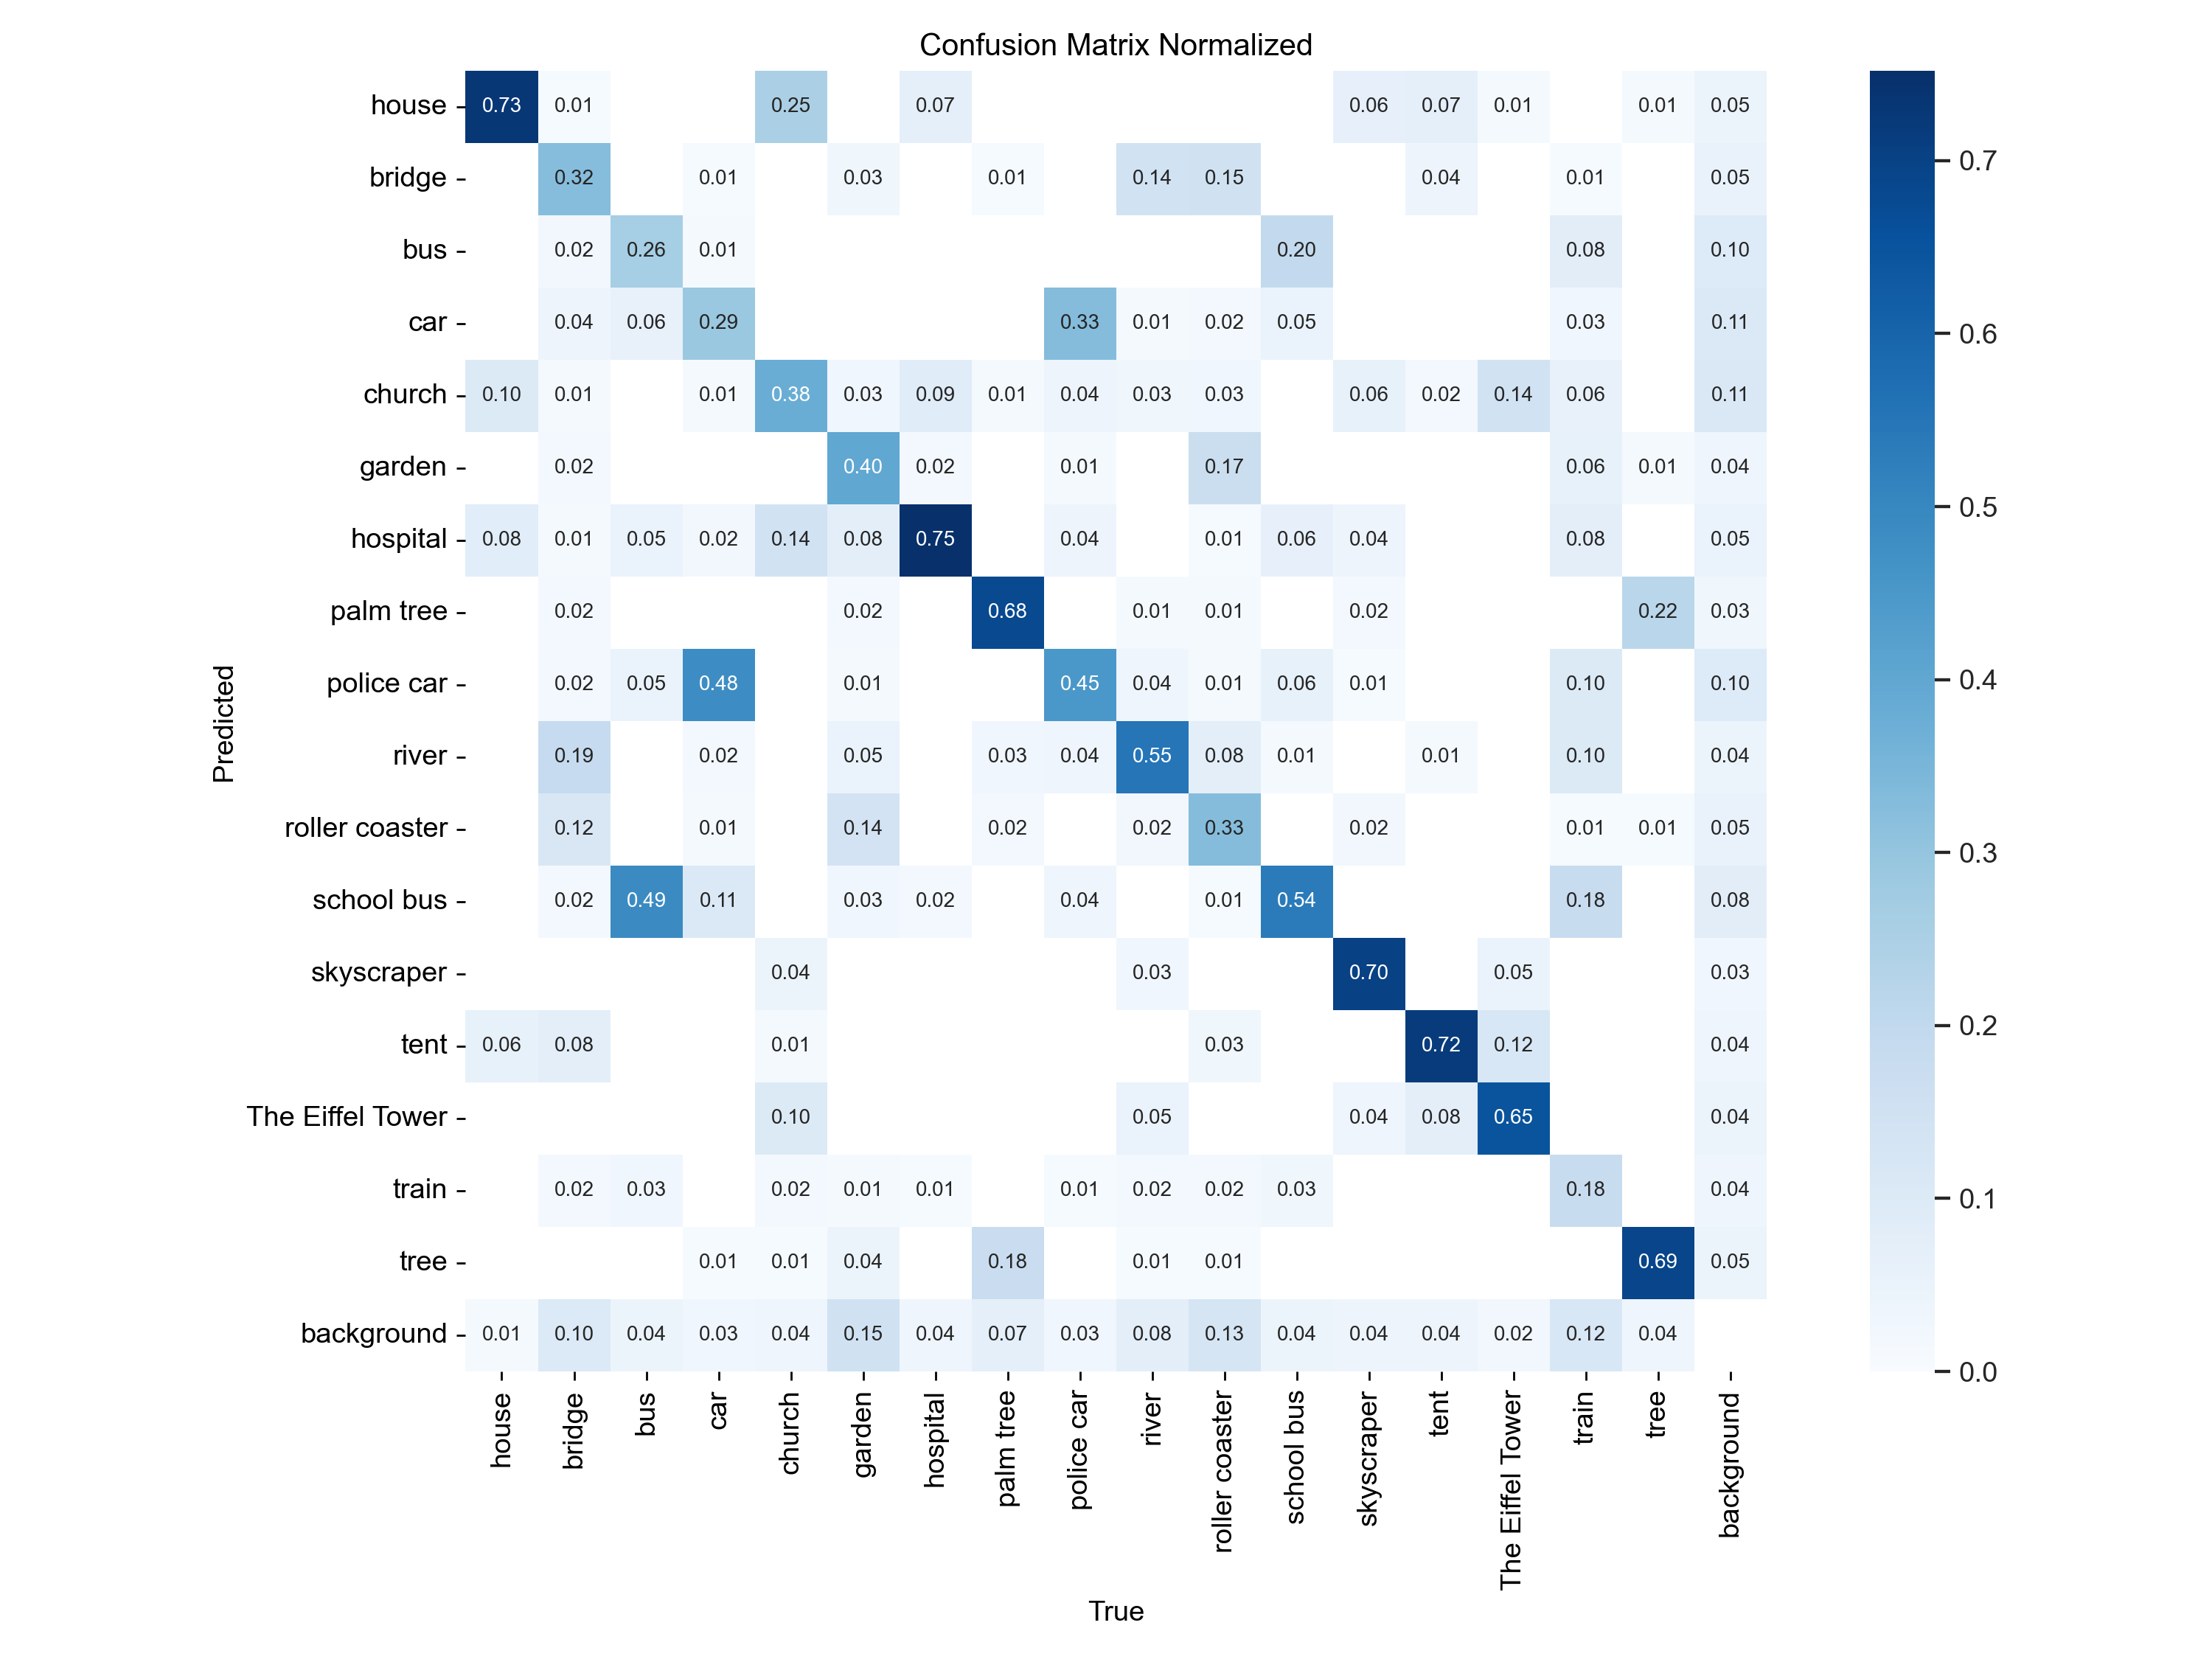 Confusion Matrix Normalized
house 0.73 0.01 0.25 0.07 0.06 0.07 0.01 0.01 0.05
bridge 0.32 0.01 0.03 0.01 0.14 0.15 0.04 0.01 0.05
bus 0.02 0.26 0.01 0.20 0.08 0.10
car 0.04 0.06 0.29 0.33 0.01 0.02 0.05 0.03 0.11
church 0.10 0.01 0.01 0.38 0.03 0.09 0.01 0.04 0.03 0.03 0.06 0.02 0.14 0.06 0.11
garden 0.02 0.40 0.02 0.01 0.17 0.06 0.01 0.04
hospital 0.08 0.01 0.05 0.02 0.14 0.08 0.75 0.04 0.01 0.06 0.04 0.08 0.05
palm tree 0.02 0.02 0.68 0.01 0.01 0.02 0.22 0.03
police car 0.02 0.05 0.48 0.01 0.45 0.04 0.01 0.06 0.01 0.10 0.10
river 0.19 0.02 0.05 0.03 0.04 0.55 0.08 0.01 0.01 0.10 0.04
roller coaster 0.12 0.01 0.14 0.02 0.02 0.33 0.02 0.01 0.01 0.05
school bus 0.02 0.49 0.11 0.03 0.02 0.04 0.01 0.54 0.18 0.08
skyscraper 0.04 0.03 0.70 0.05 0.03
tent 0.06 0.08 0.01 0.03 0.72 0.12 0.04
The Eiffel Tower 0.10 0.05 0.04 0.08 0.65 0.04
train 0.02 0.03 0.02 0.01 0.01 0.01 0.02 0.02 0.03 0.18 0.04
tree 0.01 0.01 0.04 0.18 0.01 0.01 0.69 0.05
background 0.01 0.10 0.04 0.03 0.04 0.15 0.04 0.07 0.03 0.08 0.13 0.04 0.04 0.04 0.02 0.12 0.04
Predicted
house
bridge
bus
car
church
garden
hospital
palm tree
police car
river
roller coaster
school bus
skyscraper
tent
The Eiffel Tower
train
tree
background
True
0.7
0.6
0.5
0.4
0.3
0.2
0.1
0.0